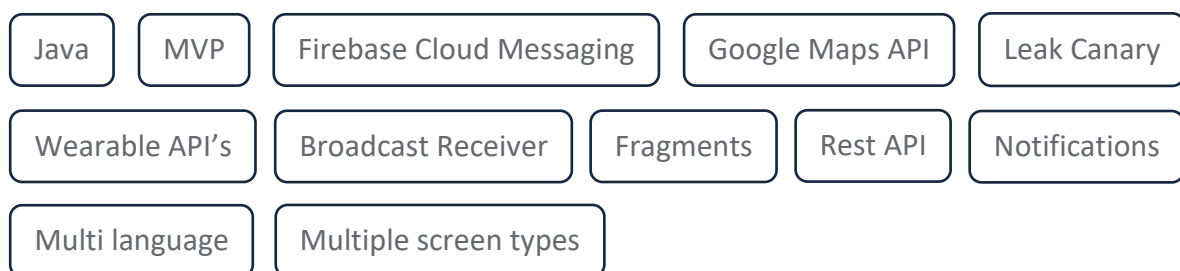 Java MVP Firebase Cloud Messaging Google Maps API Leak Canary
Wearable API’s Broadcast Receiver Fragments Rest API Notifications
Multi language Multiple screen types